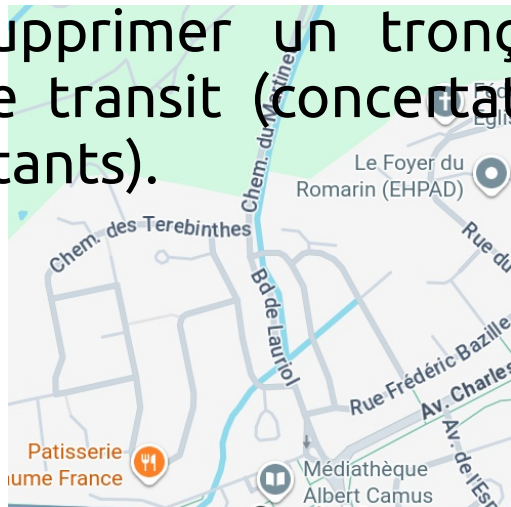 upprimer un tronç
e transit (concertat
tants).
Chem. du Martinet
Le Foyer du
Romarin (EHPAD)
Chem. des Terebinthes
Rue du
Bd de Lauriol
Rue Frédéric Bazille
Av. Charles
Av. de l'Es
Patisserie
ume France
Médiathèque
Albert Camus